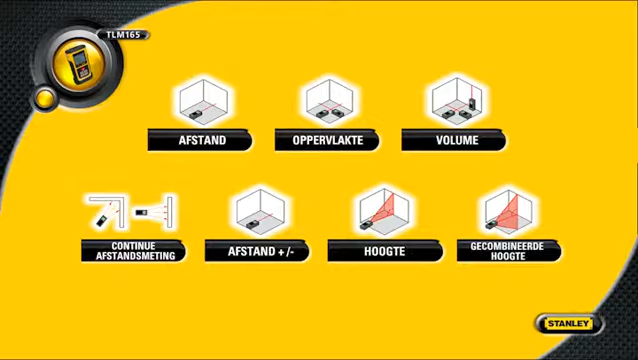 TLM165
AFSTAND
OPPERVLAKTE
VOLUME
CONTINUE
AFSTANDSMETING
AFSTAND +/-
HOOGTE
GECOMBINEERDE
HOOGTE
STANLEY